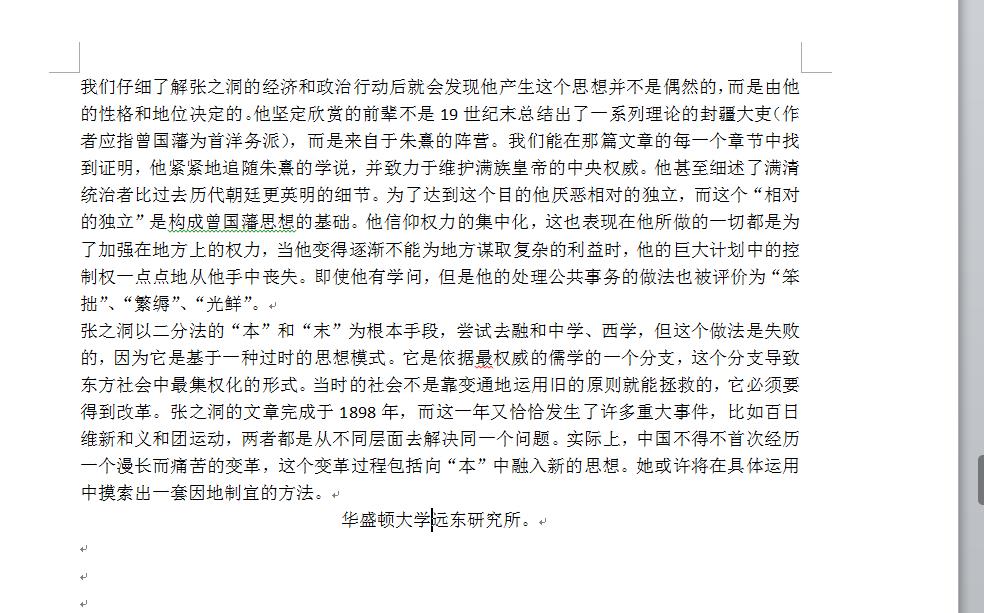 我们仔细了解张之洞的经济和政治行动后就会发现他产生这个思想并不是偶然的，而是由他
的性格和地位决定的。他坚定欣赏的前辈不是 19 世纪末总结出了一系列理论的封疆大吏（作
者应指曾国藩为首洋务派），而是来自于朱熹的阵营。我们能在那篇文章的每一个章节中找
到证明，他紧紧地追随朱熹的学说，并致力于维护满族皇帝的中央权威。他甚至细述了满清
统治者比过去历代朝廷更英明的细节。为了达到这个目的他厌恶相对的独立，而这个“相对
的独立”是构成曾国藩思想的基础。他信仰权力的集中化，这也表现在他所做的一切都是为
了加强在地方上的权力，当他变得逐渐不能为地方谋取复杂的利益时，他的巨大计划中的控
制权一点点地从他手中丧失。即使他有学问，但是他的处理公共事务的做法也被评价为“笨
拙”、“繁缛”、“光鲜”。
张之洞以二分法的“本”和“末”为根本手段，尝试去融和中学、西学，但这个做法是失败
的，因为它是基于一种过时的思想模式。它是依据最权威的儒学的一个分支，这个分支导致
东方社会中最集权化的形式。当时的社会不是靠变通地运用旧的原则就能拯救的，它必须要
得到改革。张之洞的文章完成于 1898 年，而这一年又恰恰发生了许多重大事件，比如百日
维新和义和团运动，两者都是从不同层面去解决同一个问题。实际上，中国不得不首次经历
一个漫长而痛苦的变革，这个变革过程包括向“本”中融入新的思想。她或许将在具体运用
中摸索出一套因地制宜的方法。
华盛顿大学远东研究所。